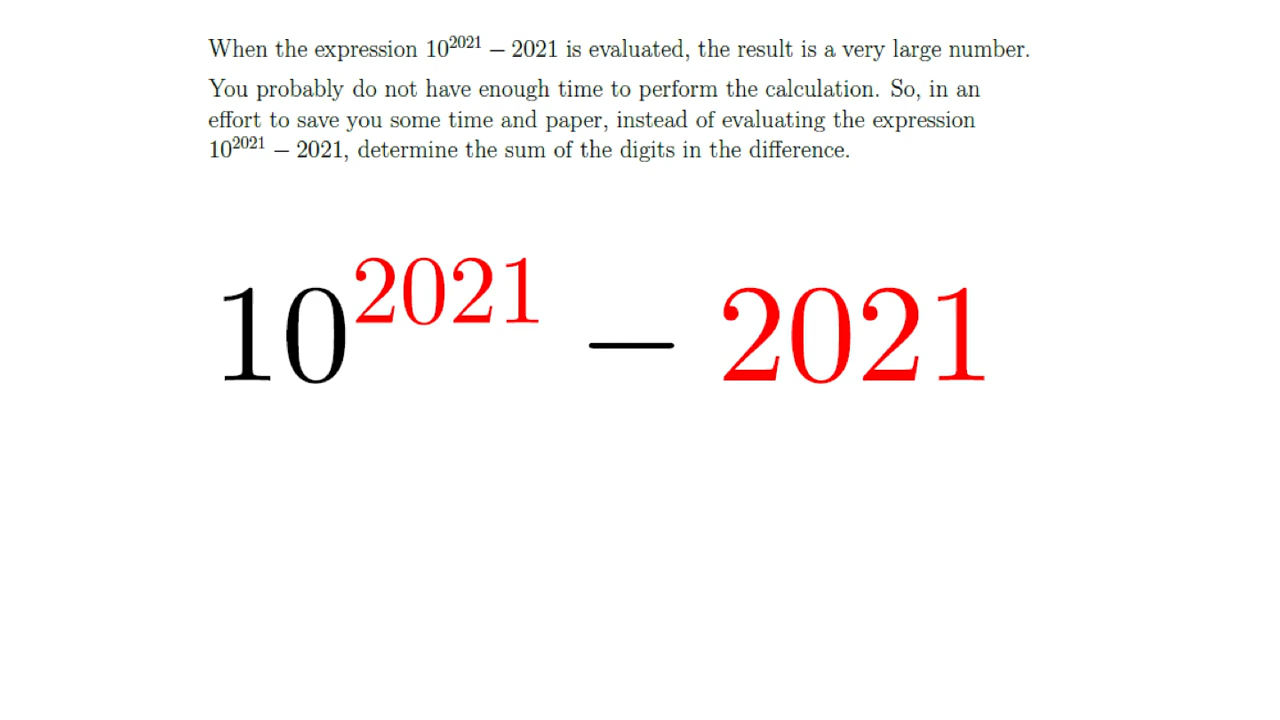 When the expression 10^2021 − 2021 is evaluated, the result is a very large number.
You probably do not have enough time to perform the calculation. So, in an
effort to save you some time and paper, instead of evaluating the expression
10^2021 − 2021, determine the sum of the digits in the difference.
10^2021 − 2021